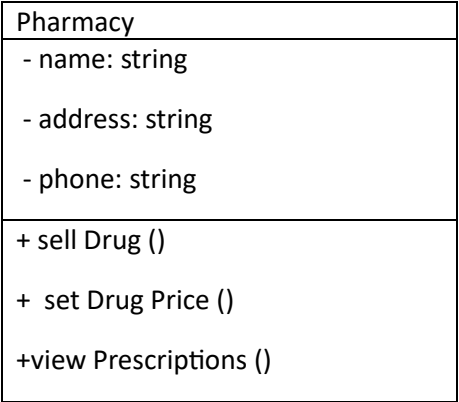 Pharmacy
- name: string
- address: string
- phone: string
+ sell Drug ()
+  set Drug Price ()
+view Prescriptions ()